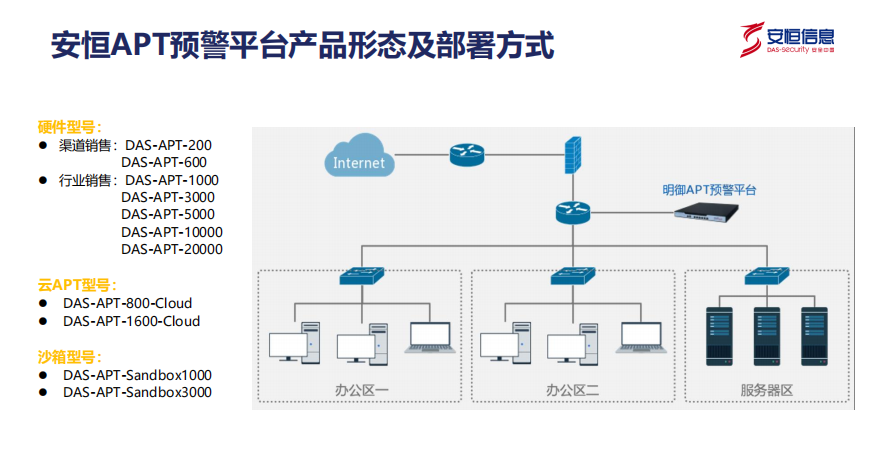 安恒APT预警平台产品形态及部署方式
安恒信息
DAS-security 安全中国
硬件型号：
● 渠道销售：DAS-APT-200
DAS-APT-600
● 行业销售：DAS-APT-1000
DAS-APT-3000
DAS-APT-5000
DAS-APT-10000
DAS-APT-20000
云APT型号：
● DAS-APT-800-Cloud
● DAS-APT-1600-Cloud
沙箱型号：
● DAS-APT-Sandbox1000
● DAS-APT-Sandbox3000
Internet
明御APT预警平台
办公区一
办公区二
服务器区